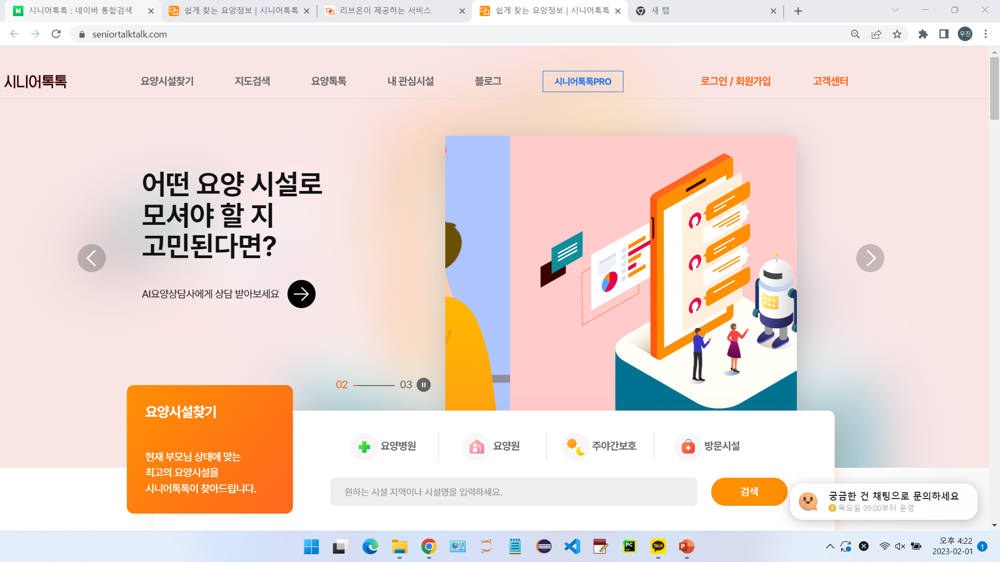 시니어톡톡 : 네이버 통합검색
쉽게 찾는 요양정보 | 시니어톡톡
리브온이 제공하는 서비스
쉽게 찾는 요양정보 | 시니어톡톡
새 탭
seniortalktalk.com
우진
시니어톡톡
요양시설찾기
지도검색
요양톡톡
내 관심시설
블로그
시니어톡톡PRO
로그인 / 회원가입
고객센터
어떤 요양 시설로
모셔야 할 지
고민된다면?
AI요양상담사에게 상담 받아보세요
02
03
요양시설찾기
현재 부모님 상태에 맞는
최고의 요양시설을
시니어톡톡이 찾아드립니다.
요양병원
요양원
주야간보호
방문시설
원하는 시설 지역이나 시설명을 입력하세요.
검색
궁금한 건 채팅으로 문의하세요
목요일 09:00부터 운영
PC
TALK
P
오후 4:22
2023-02-01
1